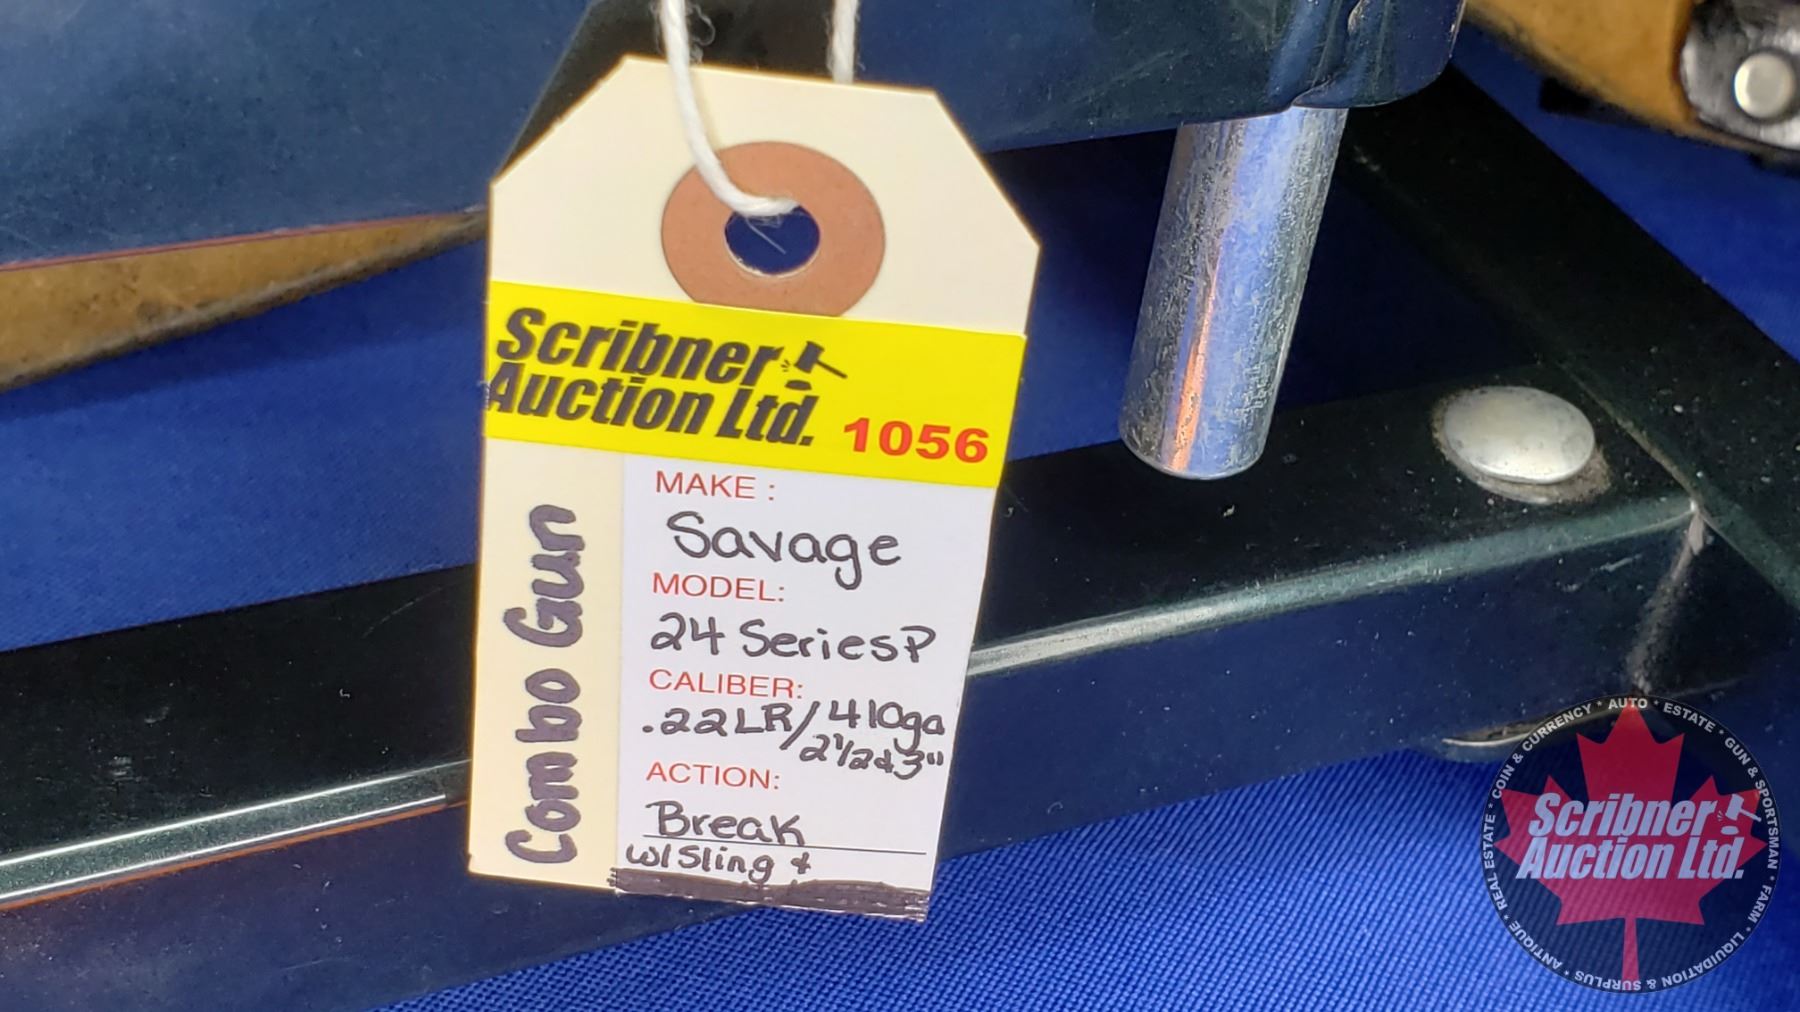 Scribner
Auction Ltd. 1056
MAKE :
Savage
MODEL:
24 Series P
CALIBER:
.22LR/410ga
2½ & 3"
ACTION:
Break
w/ Sling &
Combo Gun
COIN & CURRENCY * AUTO * ESTATE * GUN & SPORTSMAN * FARM * LIQUIDATION & SURPLUS * ANTIQUE * REAL ESTATE *
Scribner
Auction Ltd.